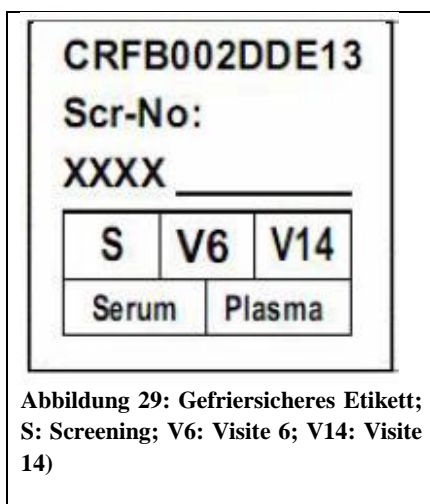 CRFB002DDE13
Scr-No:
XXXX ________
S V6 V14
Serum Plasma
Abbildung 29: Gefriersicheres Etikett;
S: Screening; V6: Visite 6; V14: Visite
14)